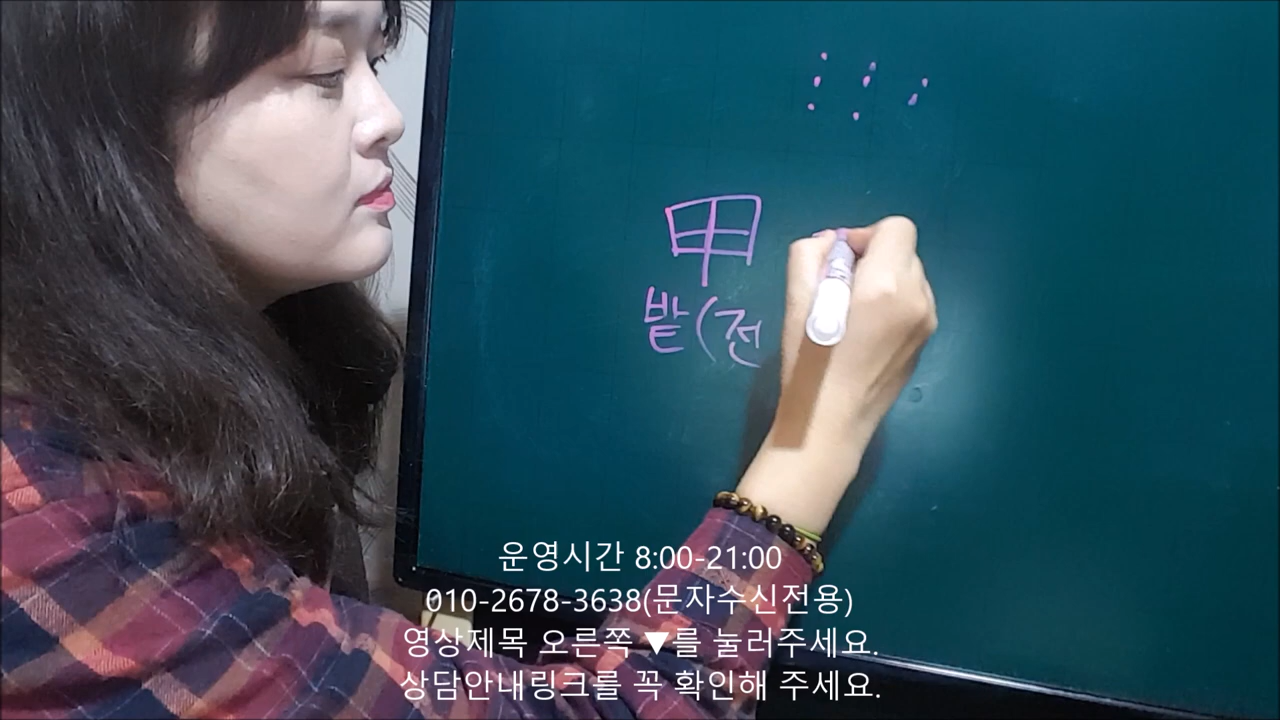 甲
밭(전
운영시간 8:00-21:00
010-2678-3638(문자수신전용)
영상제목 오른쪽 ▼를 눌러주세요.
상담안내링크를 꼭 확인해 주세요.